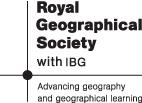 Royal
Geographical
Society
with IBG
Advancing geography
and geographical learning